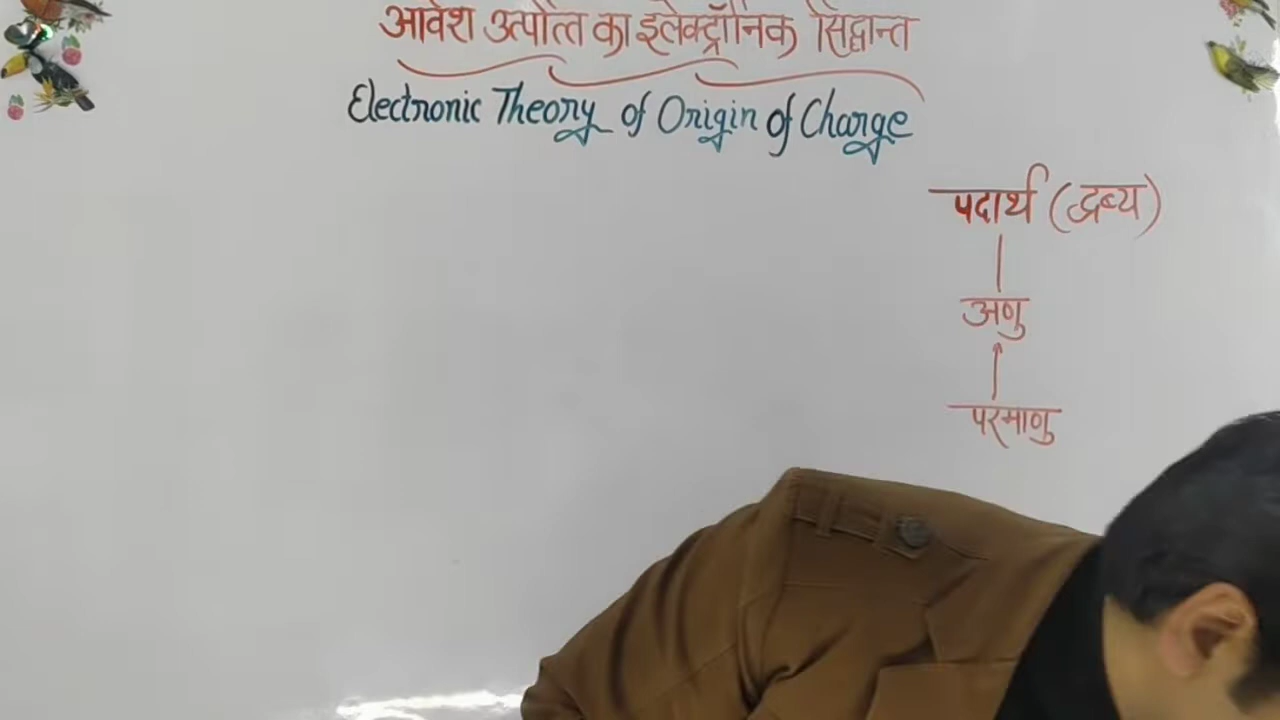 आवेश उत्पत्ति का इलेक्ट्रॉनिक सिद्धान्त
Electronic Theory of Origin of Charge
पदार्थ (द्रव्य)
अणु
परमाणु